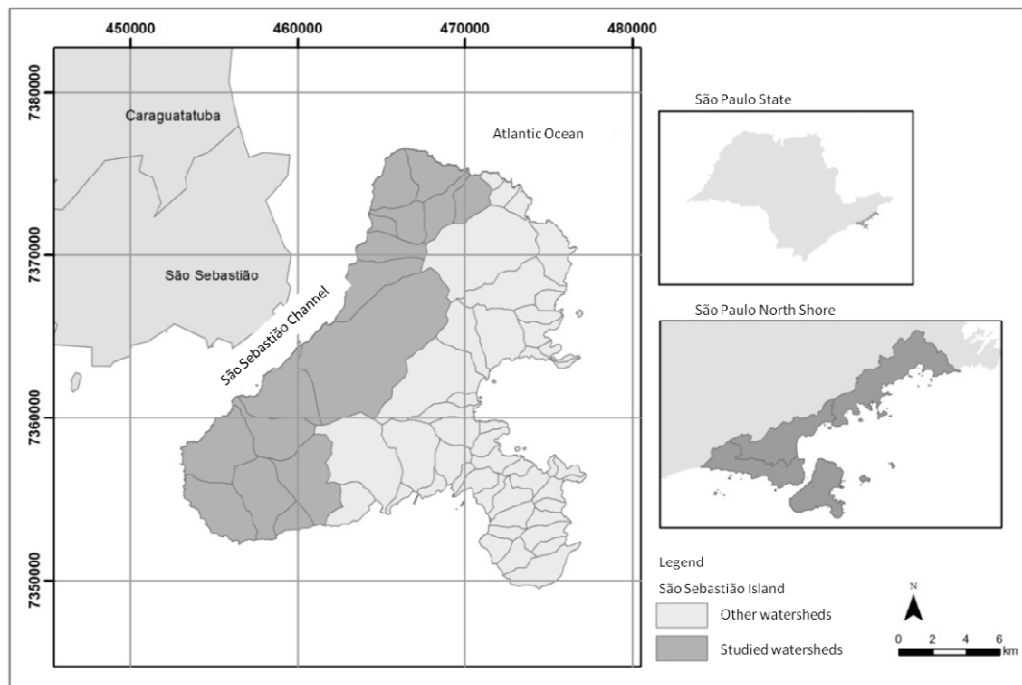 450000
460000
470000
480000
7380000
7370000
7360000
7350000
Caraguatatuba
São Sebastião
São Sebastião Channel
Atlantic Ocean
São Paulo State
São Paulo North Shore
Legend
São Sebastião Island
Other watersheds
Studied watersheds
N
0 2 4 6
km